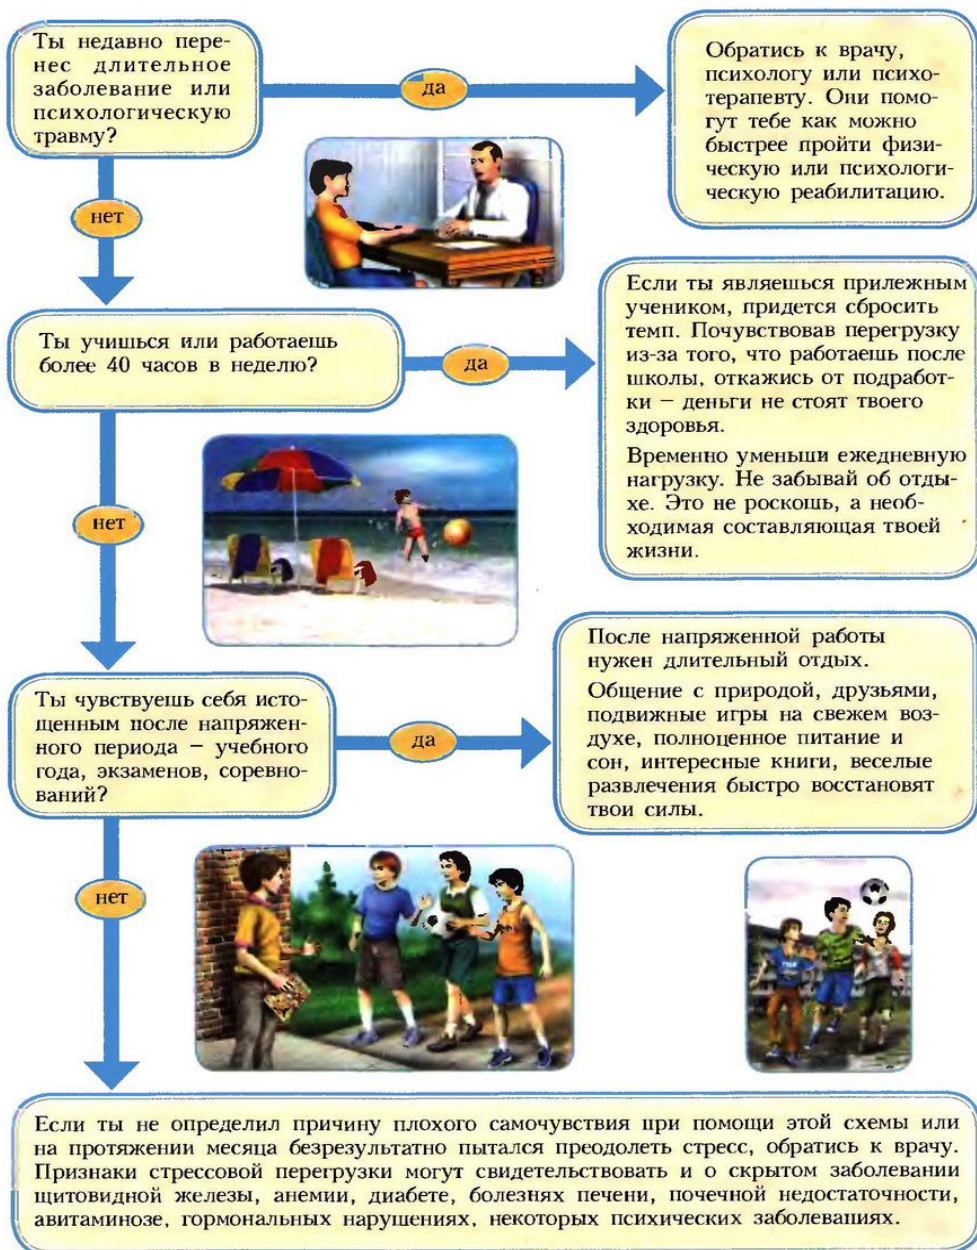 Ты недавно пере-
нес длительное
заболевание или
психологическую
травму?
да
Обратись к врачу,
психологу или психо-
терапевту. Они помо-
гут тебе как можно
быстрее пройти физи-
ческую или психологи-
ческую реабилитацию.
нет
Ты учишься или работаешь
более 40 часов в неделю?
да
Если ты являешься прилежным
учеником, придется сбросить
темп. Почувствовав перегрузку
из-за того, что работаешь после
школы, откажись от подработ-
ки – деньги не стоят твоего
здоровья.
Временно уменьши ежедневную
нагрузку. Не забывай об отды-
хе. Это не роскошь, а необ-
ходимая составляющая твоей
жизни.
нет
Ты чувствуешь себя исто-
щенным после напряжен-
ного периода – учебного
года, экзаменов, соревно-
ваний?
да
После напряженной работы
нужен длительный отдых.
Общение с природой, друзьями,
подвижные игры на свежем воз-
духе, полноценное питание и
сон, интересные книги, веселые
развлечения быстро восстановят
твои силы.
нет
Если ты не определил причину плохого самочувствия при помощи этой схемы или
на протяжении месяца безрезультатно пытался преодолеть стресс, обратись к врачу.
Признаки стрессовой перегрузки могут свидетельствовать и о скрытом заболевании
щитовидной железы, анемии, диабете, болезнях печени, почечной недостаточности,
авитаминозе, гормональных нарушениях, некоторых психических заболеваниях.